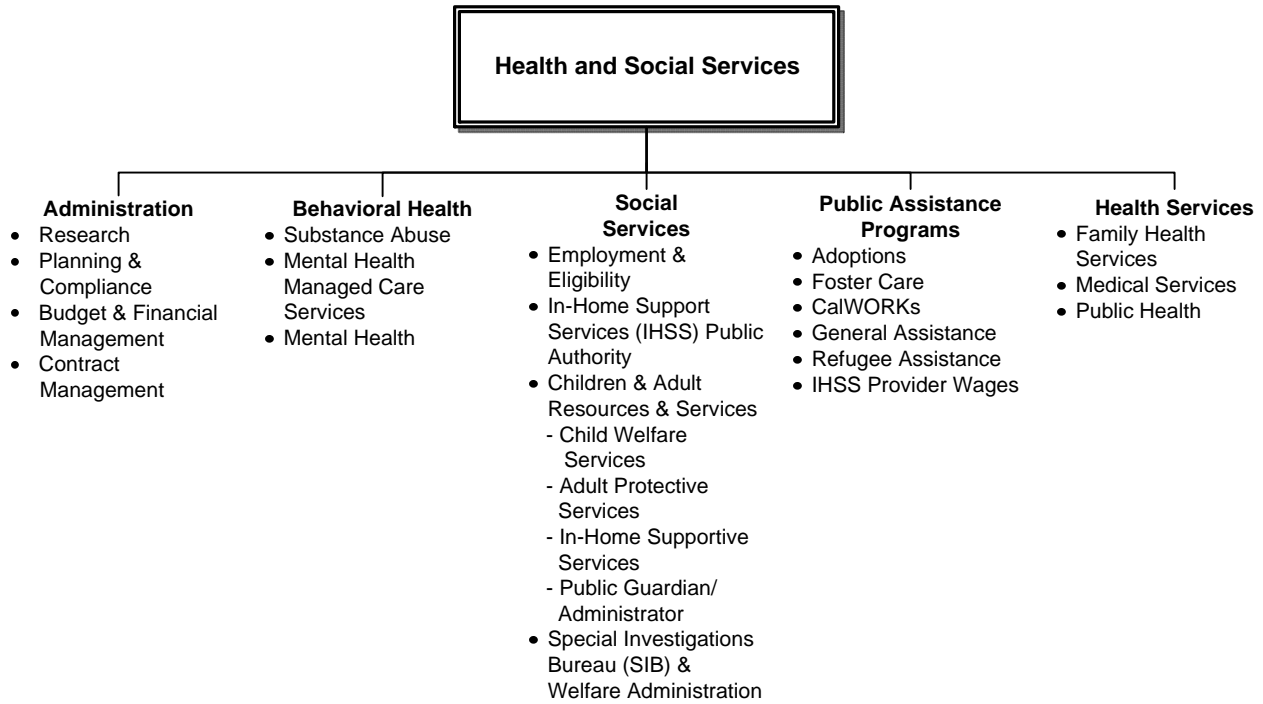 Health and Social Services
Administration
• Research
• Planning &
Compliance
• Budget & Financial
Management
• Contract
Management
Behavioral Health
• Substance Abuse
• Mental Health
Managed Care
Services
• Mental Health
Social
Services
• Employment &
Eligibility
• In-Home Support
Services (IHSS) Public
Authority
• Children & Adult
Resources & Services
- Child Welfare
Services
- Adult Protective
Services
- In-Home Supportive
Services
- Public Guardian/
Administrator
• Special Investigations
Bureau (SIB) &
Welfare Administration
Public Assistance
Programs
• Adoptions
• Foster Care
• CalWORKs
• General Assistance
• Refugee Assistance
• IHSS Provider Wages
Health Services
• Family Health
Services
• Medical Services
• Public Health